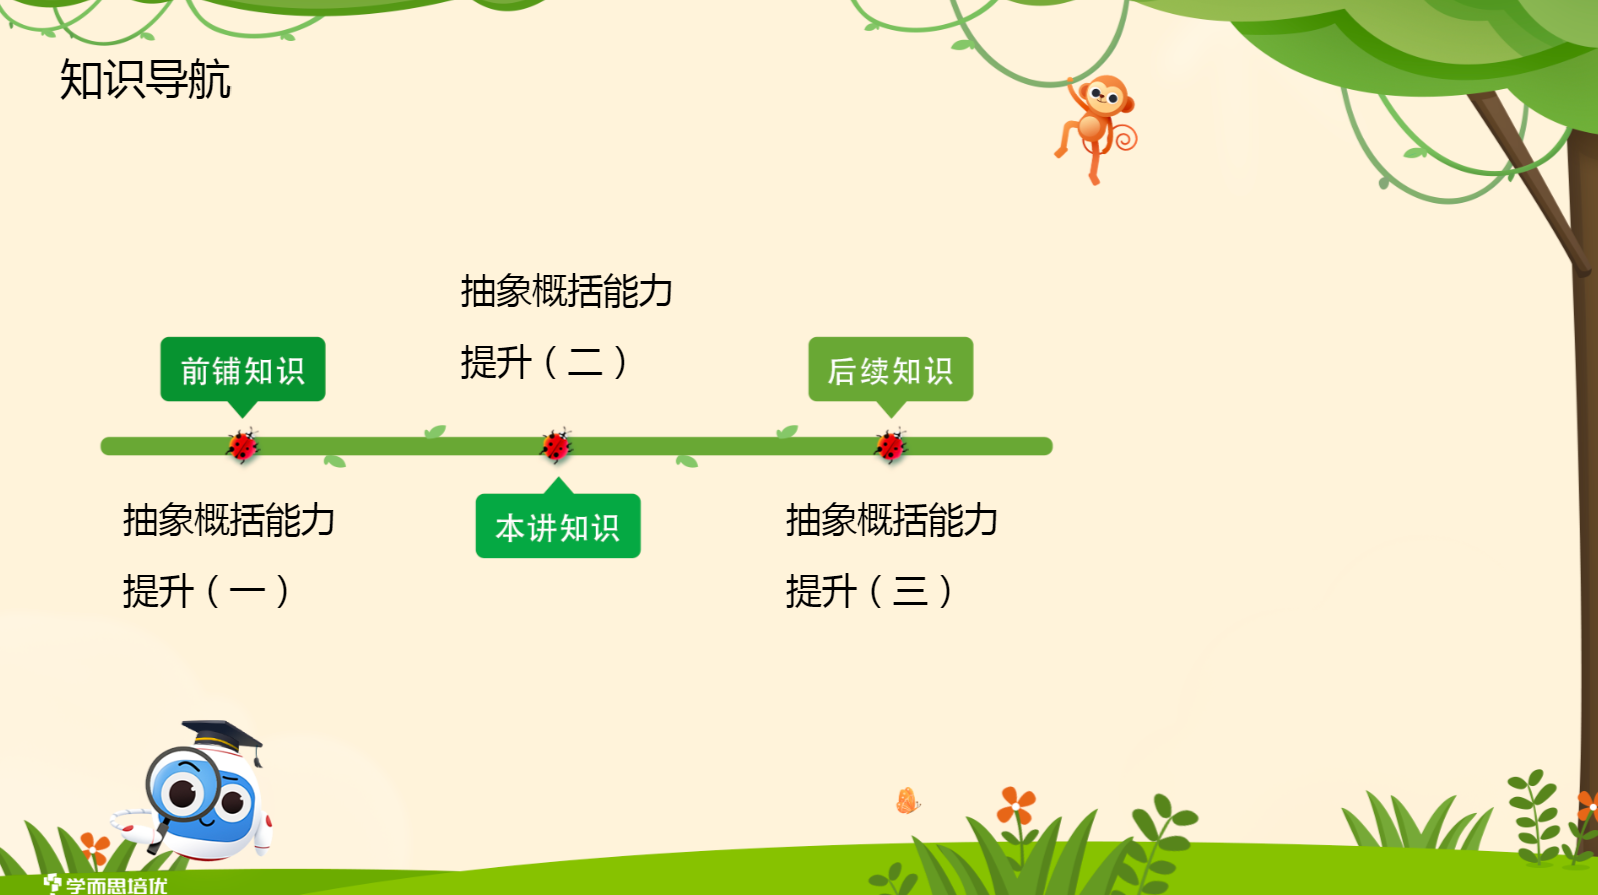 知识导航
抽象概括能力
提升（二）
前铺知识
后续知识
抽象概括能力
提升（一）
本讲知识
抽象概括能力
提升（三）
学而思培优